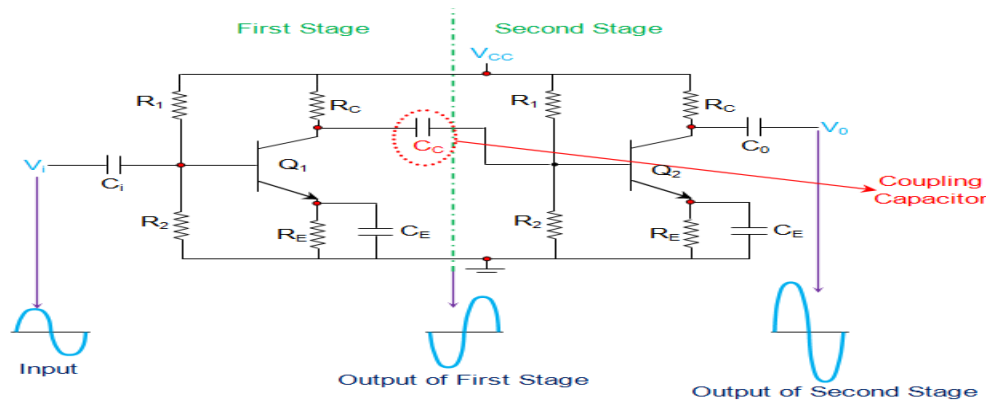 First Stage
Second Stage
VCC
R1
RC
R1
RC
Vi
Ci
Q1
CC
Q2
Co
Vo
Coupling
Capacitor
R2
RE
CE
R2
RE
CE
Input
Output of First Stage
Output of Second Stage